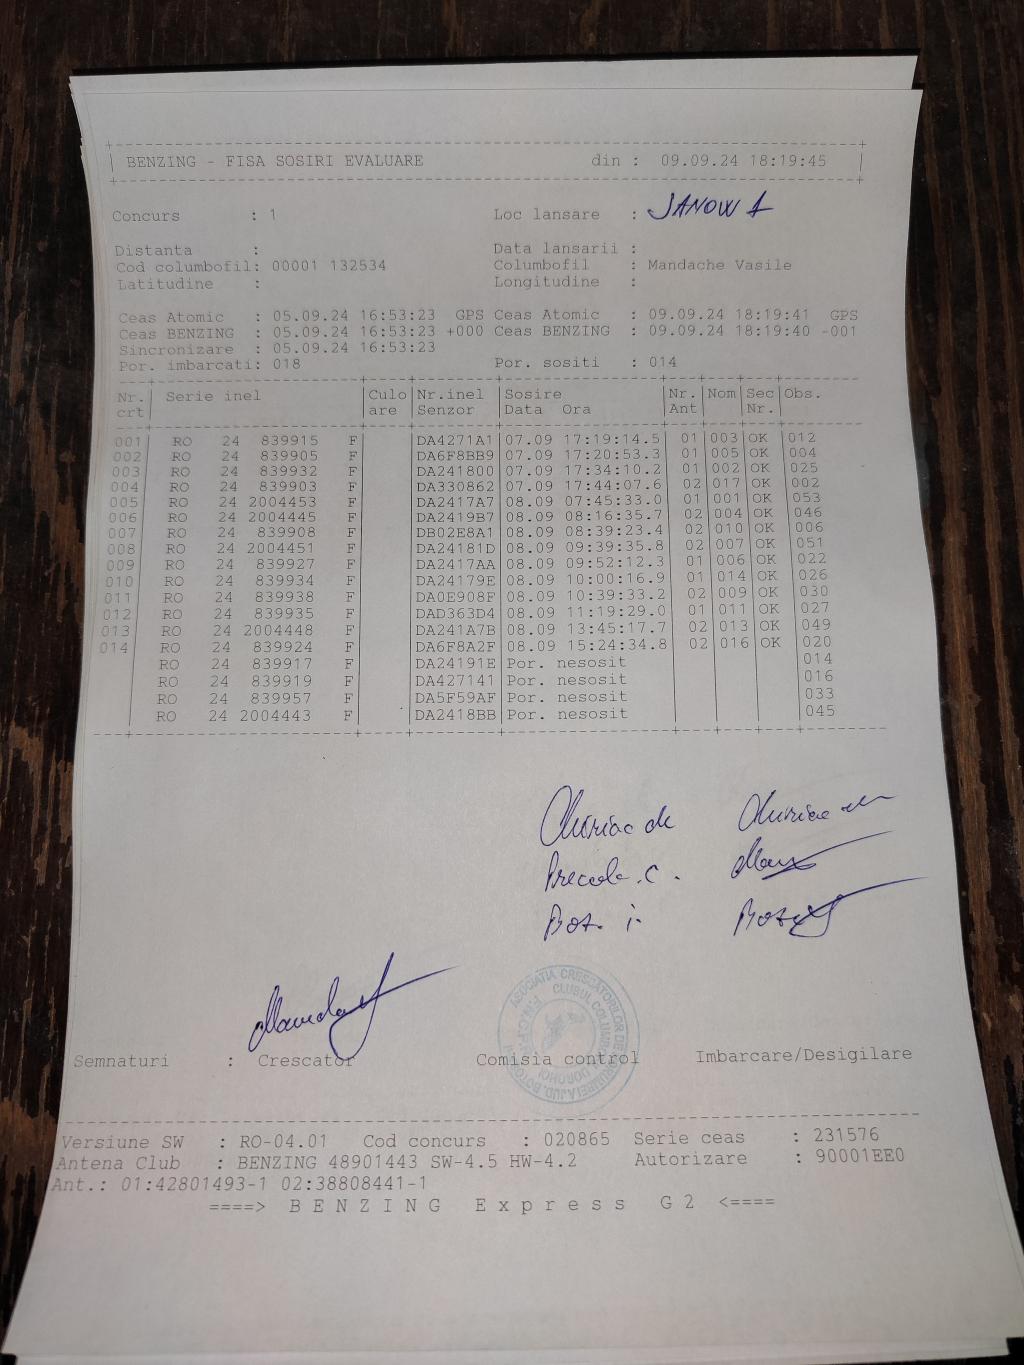 BENZING - FISA SOSIRI EVALUARE din : 09.09.24 18:19:45
Concurs : 1 Loc lansare : JANOW 1
Distanta : Data lansarii :
Cod columbofil: 00001 132534 Columbofil : Mandache Vasile
Latitudine : Longitudine :
Ceas Atomic : 05.09.24 16:53:23 GPS Ceas Atomic : 09.09.24 18:19:41 GPS
Ceas BENZING : 05.09.24 16:53:23 +000 Ceas BENZING : 09.09.24 18:19:40 -001
Sincronizare : 05.09.24 16:53:23
Por. imbarcati: 018 Por. sositi : 014
Nr. Serie inel Culo Nr.inel Sosire Nr. Nom Sec Obs.
crt are Senzor Data Ora Ant Nr.
001 RO 24 839915 F DA4271A1 07.09 17:19:14.5 01 003 OK 012
002 RO 24 839905 F DA6F8BB9 07.09 17:20:53.3 01 005 OK 004
003 RO 24 839932 F DA241800 07.09 17:34:10.2 01 002 OK 025
004 RO 24 839903 F DA330862 07.09 17:44:07.6 02 017 OK 002
005 RO 24 2004453 F DA2417A7 08.09 07:45:33.0 01 001 OK 053
006 RO 24 2004445 F DA2419B7 08.09 08:16:35.7 02 004 OK 046
007 RO 24 839908 F DB02E8A1 08.09 08:39:23.4 02 010 OK 006
008 RO 24 2004451 F DA24181D 08.09 09:39:35.8 02 007 OK 051
009 RO 24 839927 F DA2417AA 08.09 09:52:12.3 01 006 OK 022
010 RO 24 839934 F DA24179E 08.09 10:00:16.9 01 014 OK 026
011 RO 24 839938 F DA0E908F 08.09 10:39:33.2 02 009 OK 030
012 RO 24 839935 F DAD363D4 08.09 11:19:29.0 01 011 OK 027
013 RO 24 2004448 F DA241A7B 08.09 13:45:17.7 02 013 OK 049
014 RO 24 839924 F DA6F8A2F 08.09 15:24:34.8 02 016 OK 020
RO 24 839917 F DA24191E Por. nesosit 014
RO 24 839919 F DA427141 Por. nesosit 016
RO 24 839957 F DA5F59AF Por. nesosit 033
RO 24 2004443 F DA2418BB Por. nesosit 045
Semnaturi : Crescator Comisia control Imbarcare/Desigilare
Versiune SW : RO-04.01 Cod concurs : 020865 Serie ceas : 231576
Antena Club : BENZING 48901443 SW-4.5 HW-4.2 Autorizare : 90001EE0
Ant.: 01:42801493-1 02:38808441-1
====> B E N Z I N G E x p r e s s G 2 <====